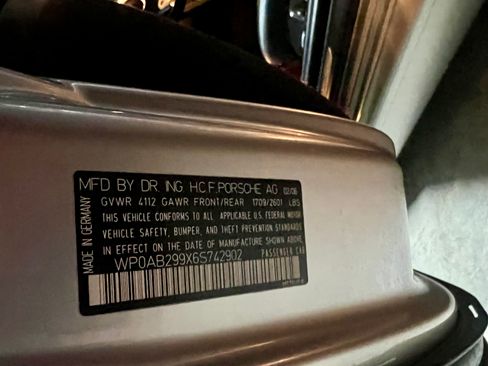 MFD BY DR. ING H.C.F. PORSCHE AG 02/06
GVWR 4112 GAWR FRONT/REAR 1709/2601 LBS
THIS VEHICLE CONFORMS TO ALL APPLICABLE U.S. FEDERAL MOTOR
VEHICLE SAFETY, BUMPER, AND THEFT PREVENTION STANDARDS
IN EFFECT ON THE DATE OF MANUFACTURE SHOWN ABOVE.
WP0AB299X6S742902 PASSENGER CAR
MADE IN GERMANY